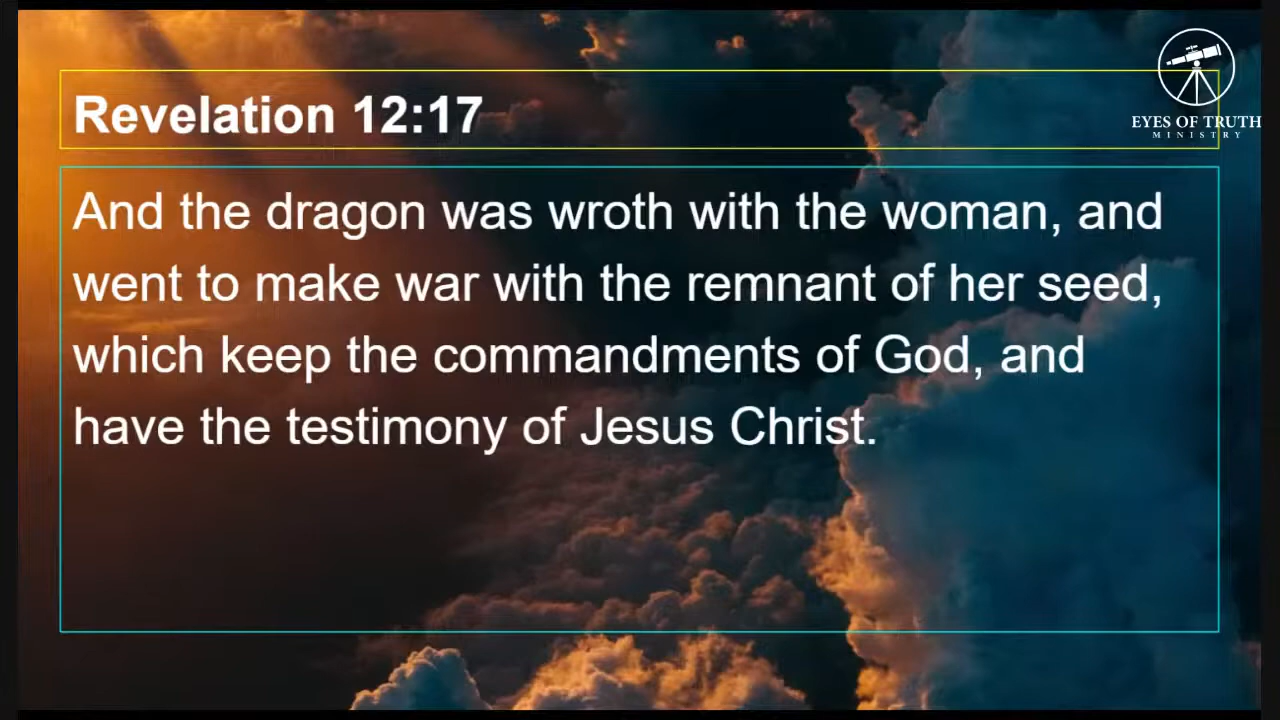 EYES OF TRUTH
MINISTRY
Revelation 12:17
And the dragon was wroth with the woman, and
went to make war with the remnant of her seed,
which keep the commandments of God, and
have the testimony of Jesus Christ.